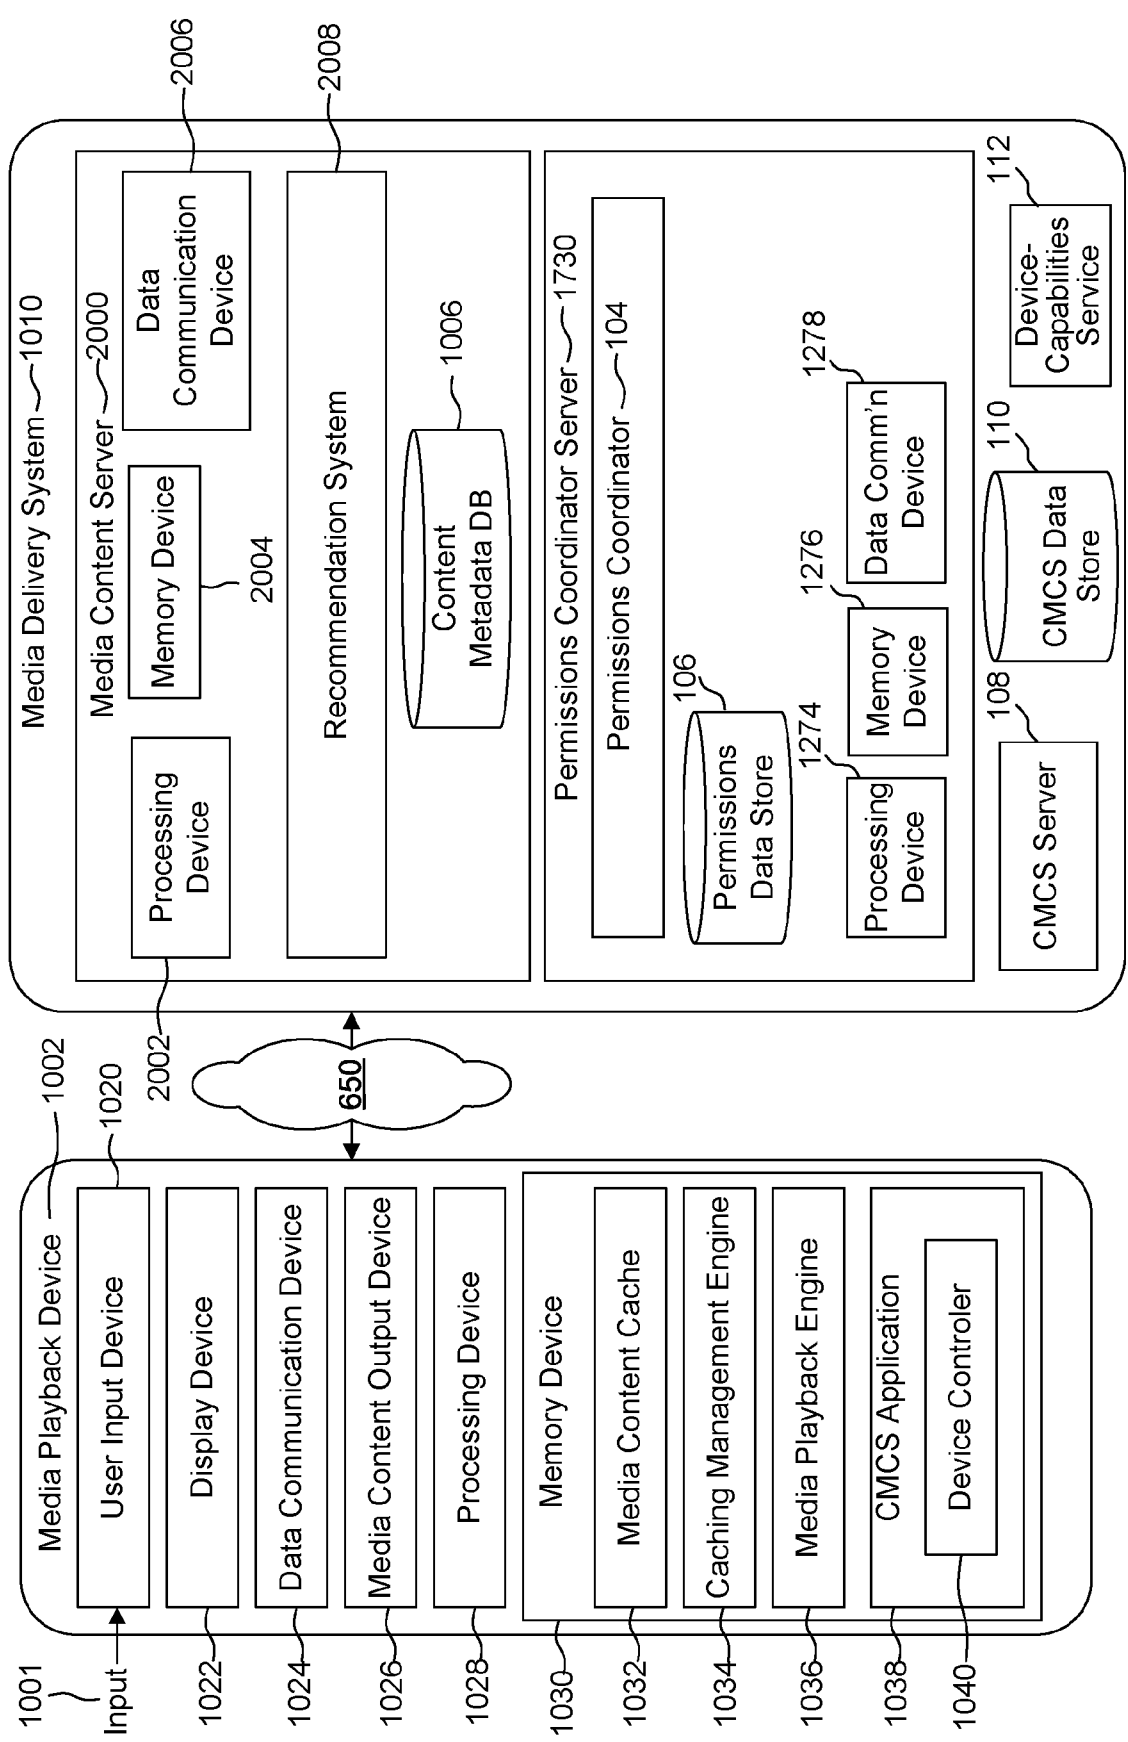 1001
Input
Media Playback Device
1002
User Input Device
1020
Display Device
1022
Data Communication Device
1024
Media Content Output Device
1026
Processing Device
1028
Memory Device
1030
Media Content Cache
1032
Caching Management Engine
1034
Media Playback Engine
1036
CMCS Application
1038
Device Controler
1040
650
Media Delivery System
1010
Media Content Server
2000
Processing
Device
2002
Memory Device
2004
Data
Communication
Device
2006
Recommendation System
2008
Content
Metadata DB
1006
Permissions Coordinator Server
1730
Permissions Coordinator
104
Permissions
Data Store
106
Processing
Device
1274
Memory
Device
1276
Data Comm'n
Device
1278
CMCS Server
108
CMCS Data
Store
110
Device-
Capabilities
Service
112